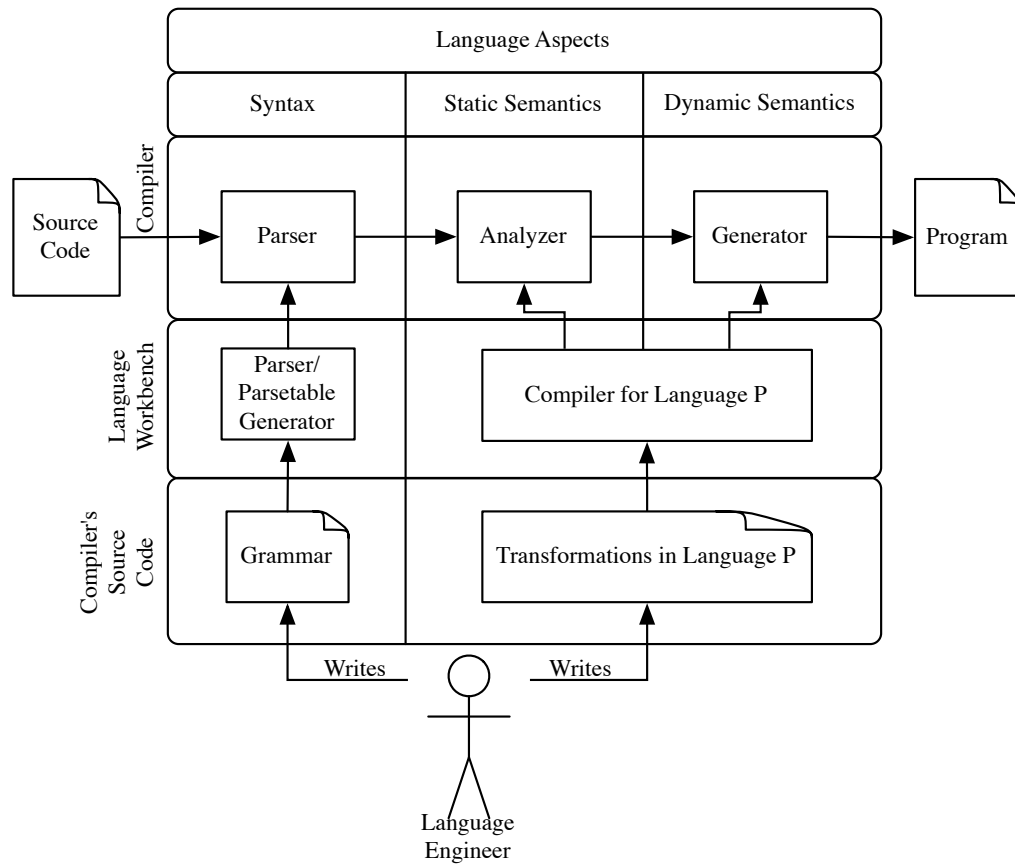 Language Aspects
Syntax
Static Semantics
Dynamic Semantics
Compiler
Source
Code
Parser
Analyzer
Generator
Program
Language
Workbench
Parser/
Parsetable
Generator
Compiler for Language P
Compiler's
Source
Code
Grammar
Transformations in Language P
Writes
Writes
Language
Engineer